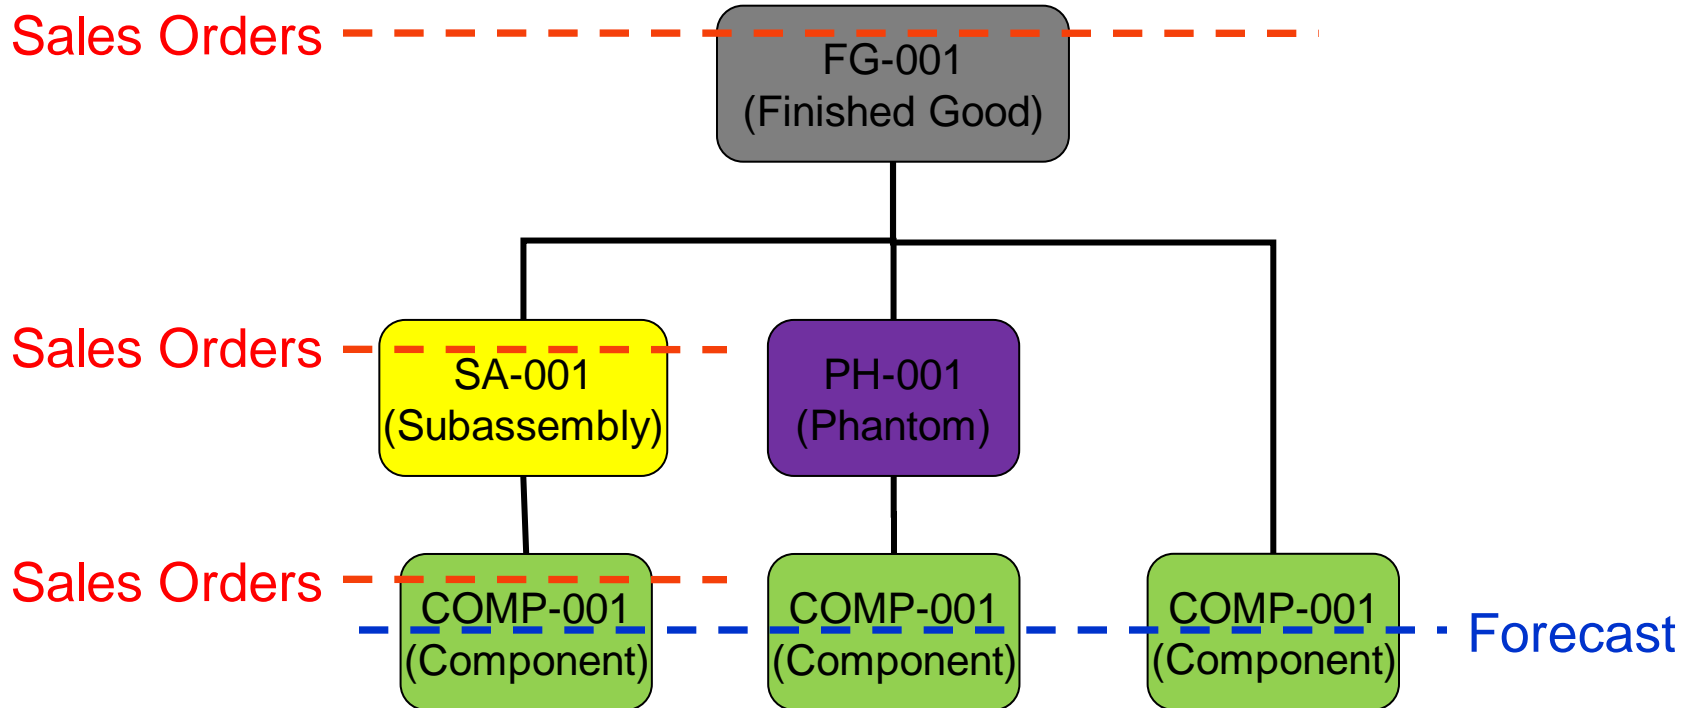 Sales Orders
FG-001
(Finished Good)
Sales Orders
SA-001
(Subassembly)
PH-001
(Phantom)
Sales Orders
COMP-001
(Component)
COMP-001
(Component)
COMP-001
(Component)
Forecast